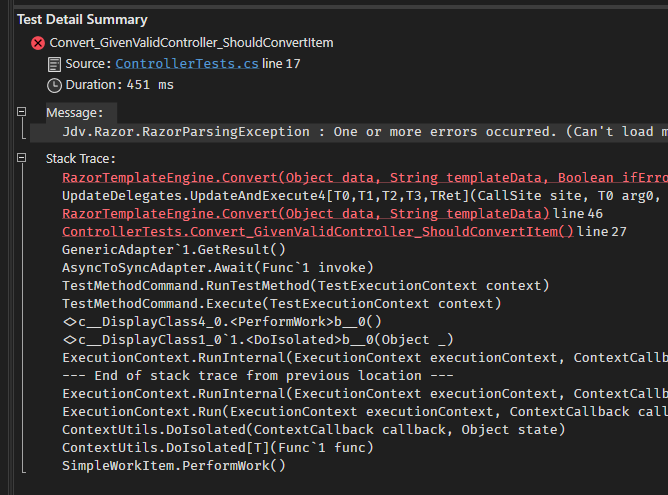 Test Detail Summary
Convert_GivenValidController_ShouldConvertItem
Source: ControllerTests.cs line 17
Duration: 451 ms
Message:
Jdv.Razor.RazorParsingException : One or more errors occurred. (Can't load m
Stack Trace:
RazorTemplateEngine.Convert(Object data, String templateData, Boolean ifErro
UpdateDelegates.UpdateAndExecute4[T0,T1,T2,T3,TRet](CallSite site, T0 arg0,
RazorTemplateEngine.Convert(Object data, String templateData) line 46
ControllerTests.Convert_GivenValidController_ShouldConvertItem() line 27
GenericAdapter`1.GetResult()
AsyncToSyncAdapter.Await(Func`1 invoke)
TestMethodCommand.RunTestMethod(TestExecutionContext context)
TestMethodCommand.Execute(TestExecutionContext context)
<>c__DisplayClass4_0.<PerformWork>b__0()
<>c__DisplayClass1_0`1.<DoIsolated>b__0(Object _)
ExecutionContext.RunInternal(ExecutionContext executionContext, ContextCallb
--- End of stack trace from previous location ---
ExecutionContext.RunInternal(ExecutionContext executionContext, ContextCallb
ExecutionContext.Run(ExecutionContext executionContext, ContextCallback call
ContextUtils.DoIsolated(ContextCallback callback, Object state)
ContextUtils.DoIsolated[T](Func`1 func)
SimpleWorkItem.PerformWork()